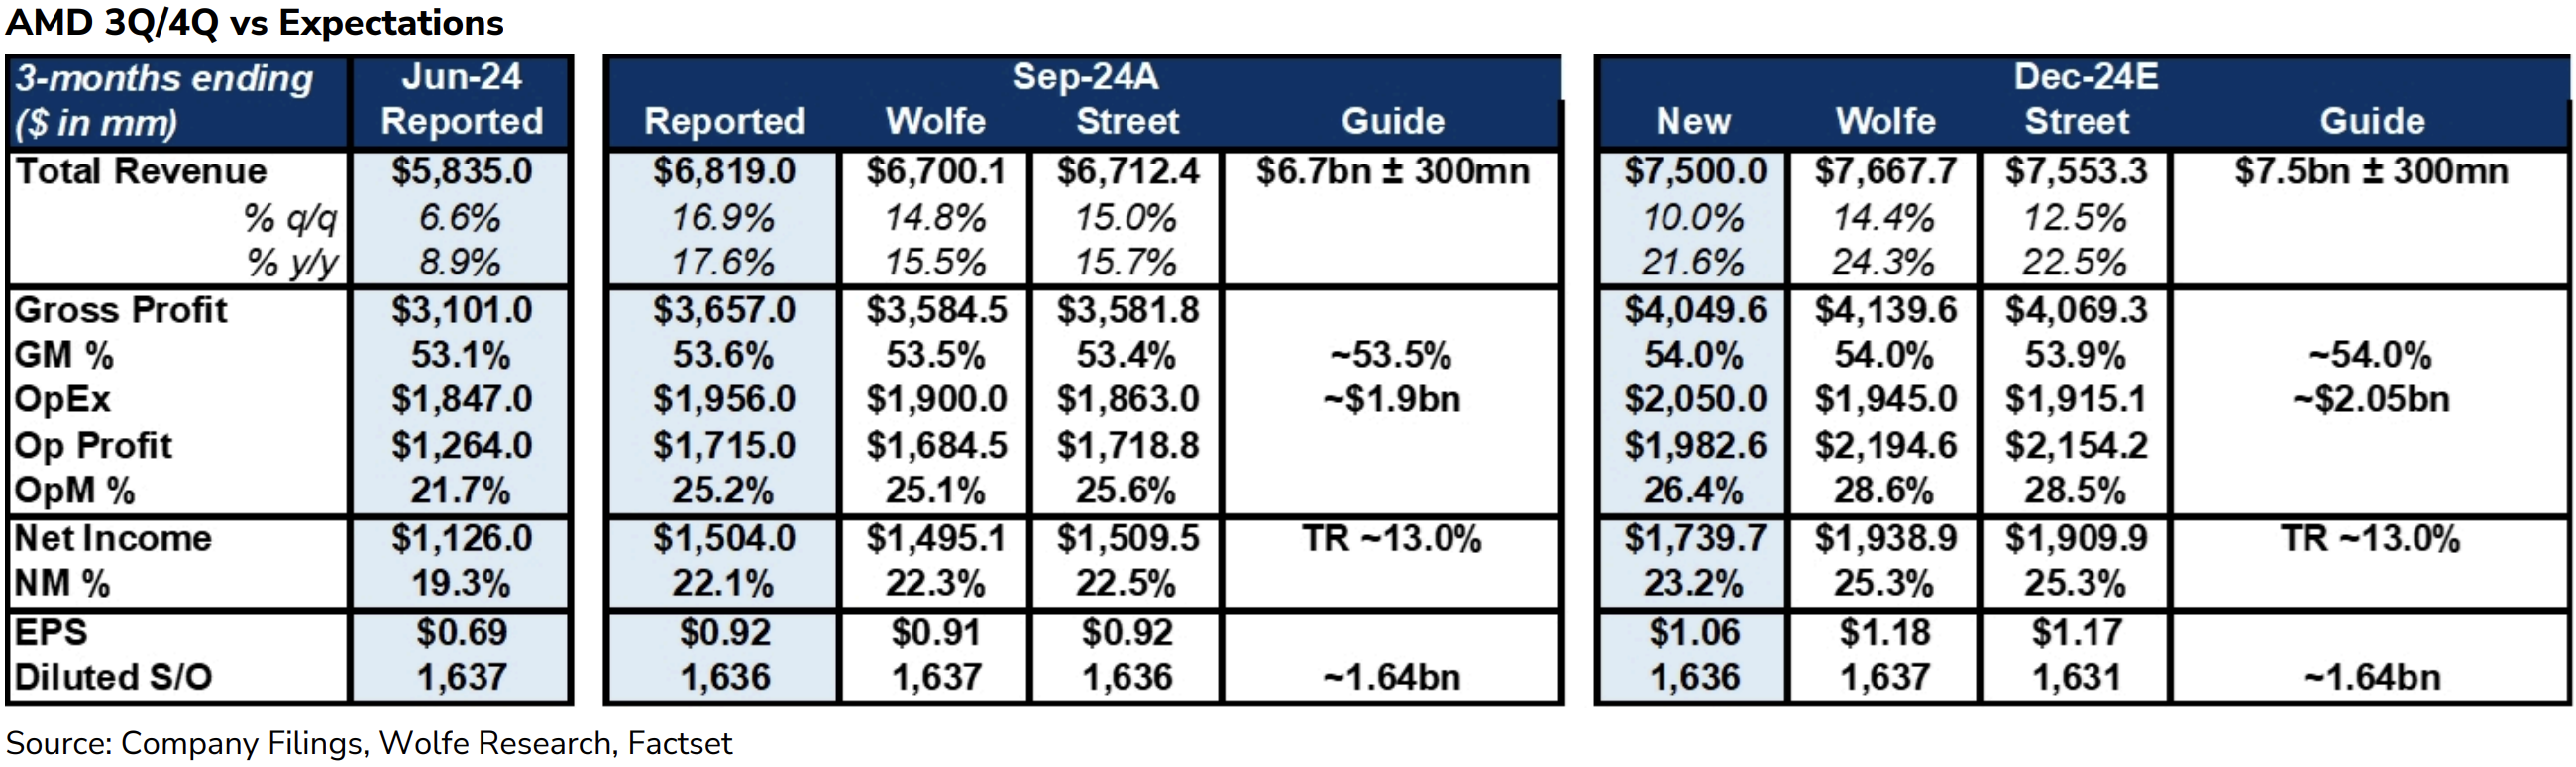 AMD 3Q/4Q vs Expectations
3-months ending Jun-24 Sep-24A Dec-24E
($ in mm) Reported Reported Wolfe Street Guide New Wolfe Street Guide
Total Revenue $5,835.0 $6,819.0 $6,700.1 $6,712.4 $6.7bn ± 300mn $7,500.0 $7,667.7 $7,553.3 $7.5bn ± 300mn
% q/q 6.6% 16.9% 14.8% 15.0% 10.0% 14.4% 12.5%
% y/y 8.9% 17.6% 15.5% 15.7% 21.6% 24.3% 22.5%
Gross Profit $3,101.0 $3,657.0 $3,584.5 $3,581.8 $4,049.6 $4,139.6 $4,069.3
GM % 53.1% 53.6% 53.5% 53.4% ~53.5% 54.0% 54.0% 53.9% ~54.0%
OpEx $1,847.0 $1,956.0 $1,900.0 $1,863.0 ~$1.9bn $2,050.0 $1,945.0 $1,915.1 ~$2.05bn
Op Profit $1,264.0 $1,715.0 $1,684.5 $1,718.8 $1,982.6 $2,194.6 $2,154.2
OpM % 21.7% 25.2% 25.1% 25.6% 26.4% 28.6% 28.5%
Net Income $1,126.0 $1,504.0 $1,495.1 $1,509.5 TR ~13.0% $1,739.7 $1,938.9 $1,909.9 TR ~13.0%
NM % 19.3% 22.1% 22.3% 22.5% 23.2% 25.3% 25.3%
EPS $0.69 $0.92 $0.91 $0.92 $1.06 $1.18 $1.17
Diluted S/O 1,637 1,636 1,637 1,636 ~1.64bn 1,636 1,637 1,631 ~1.64bn
Source: Company Filings, Wolfe Research, Factset